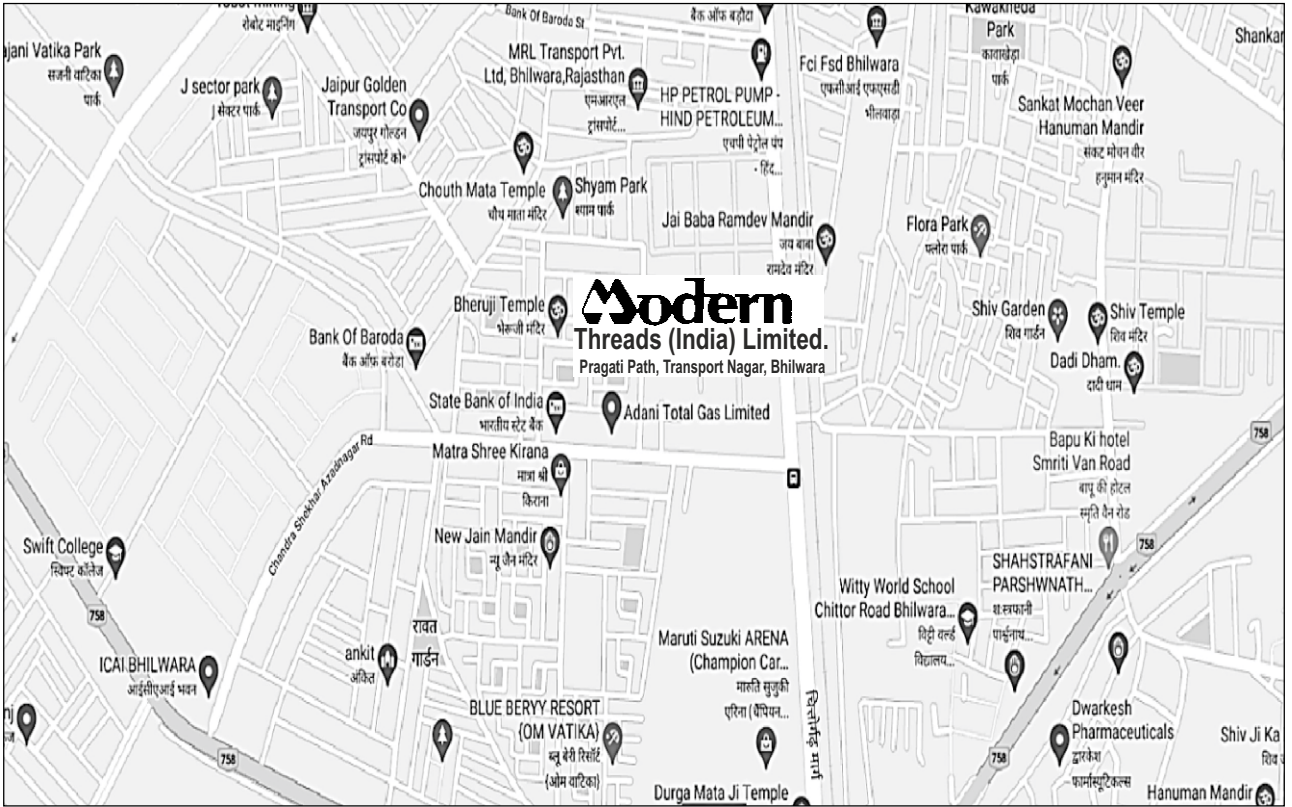 रोबोट माइनिंग
Bank Of Baroda St
बैंक ऑफ बड़ौदा
Kawakheda
Park
कावाखेड़ा
पार्क
Shankar
ajani Vatika Park
सजनी वाटिका
पार्क
J sector park
J सेक्टर पार्क
Jaipur Golden
Transport Co
जयपुर गोल्डन
ट्रांसपोर्ट को॰
MRL Transport Pvt.
Ltd, Bhilwara,Rajasthan
एमआरएल
ट्रांसपोर्ट...
HP PETROL PUMP -
HIND PETROLEUM...
एचपी पेट्रोल पंप
- हिंद...
Fci Fsd Bhilwara
एफसीआई एफएसडी
भीलवाड़ा
Sankat Mochan Veer
Hanuman Mandir
संकट मोचन वीर
हनुमान मंदिर
Chouth Mata Temple
चौथ माता मंदिर
Shyam Park
श्याम पार्क
Jai Baba Ramdev Mandir
जय बाबा
रामदेव मंदिर
Flora Park
फ्लोरा पार्क
Bheruji Temple
भेरूजी मंदिर
Modern
Threads (India) Limited.
Pragati Path, Transport Nagar, Bhilwara
Shiv Garden
शिव गार्डन
Shiv Temple
शिव मंदिर
Bank Of Baroda
बैंक ऑफ़ बरोडा
Dadi Dham.
दादी धाम
State Bank of India
भारतीय स्टेट बैंक
Adani Total Gas Limited
Chandra Shekhar Azadnagar Rd
Matra Shree Kirana
मात्रा श्री
किराना
758
Bapu Ki hotel
Smriti Van Road
बापू की होटल
स्मृति वैन रोड
Swift College
स्विफ्ट कॉलेज
New Jain Mandir
न्यू जैन मंदिर
758
SHAHSTRAFANI
PARSHWNATH...
श.स्त्रफानी
पार्श्वनाथ...
Witty World School
Chittor Road Bhilwara...
विट्टी वर्ल्ड
विद्यालय...
758
रावत
गार्डन
Maruti Suzuki ARENA
(Champion Car...
मारुति सुजुकी
एरिना (चैंपियन...
ankit
अंकित
ICAI BHILWARA
आईसीएआई भवन
BLUE BERYY RESORT
{OM VATIKA}
ब्लू बेरी रिसॉर्ट
{ओम वाटिका}
चित्तौड़गढ़ मार्ग
Dwarkesh
Pharmaceuticals
द्वारकेश
फार्मास्यूटिकल्स
Shiv Ji Ka
शिव
758
758
Durga Mata Ji Temple
Hanuman Mandir